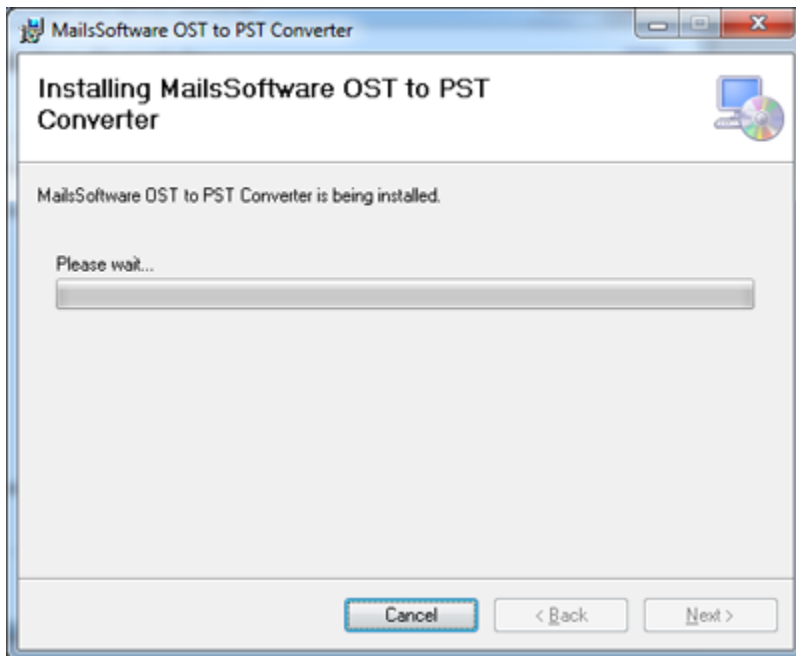 MailsSoftware OST to PST Converter
Installing MailsSoftware OST to PST
Converter
MailsSoftware OST to PST Converter is being installed.
Please wait...
Cancel
< Back
Next >